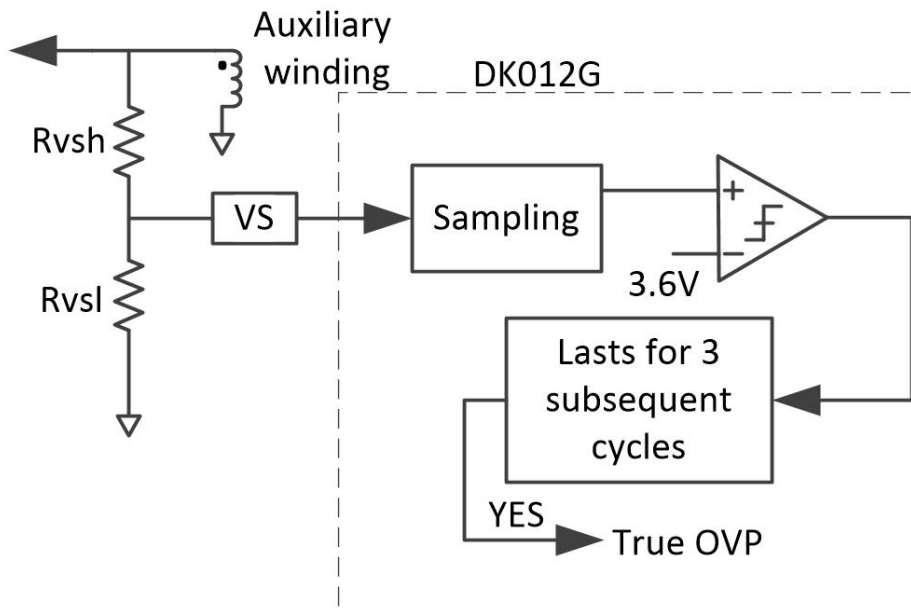 Auxiliary
winding
DK012G
Rvsh
VS
Sampling
+
−
3.6V
Rvsl
Lasts for 3
subsequent
cycles
YES
True OVP